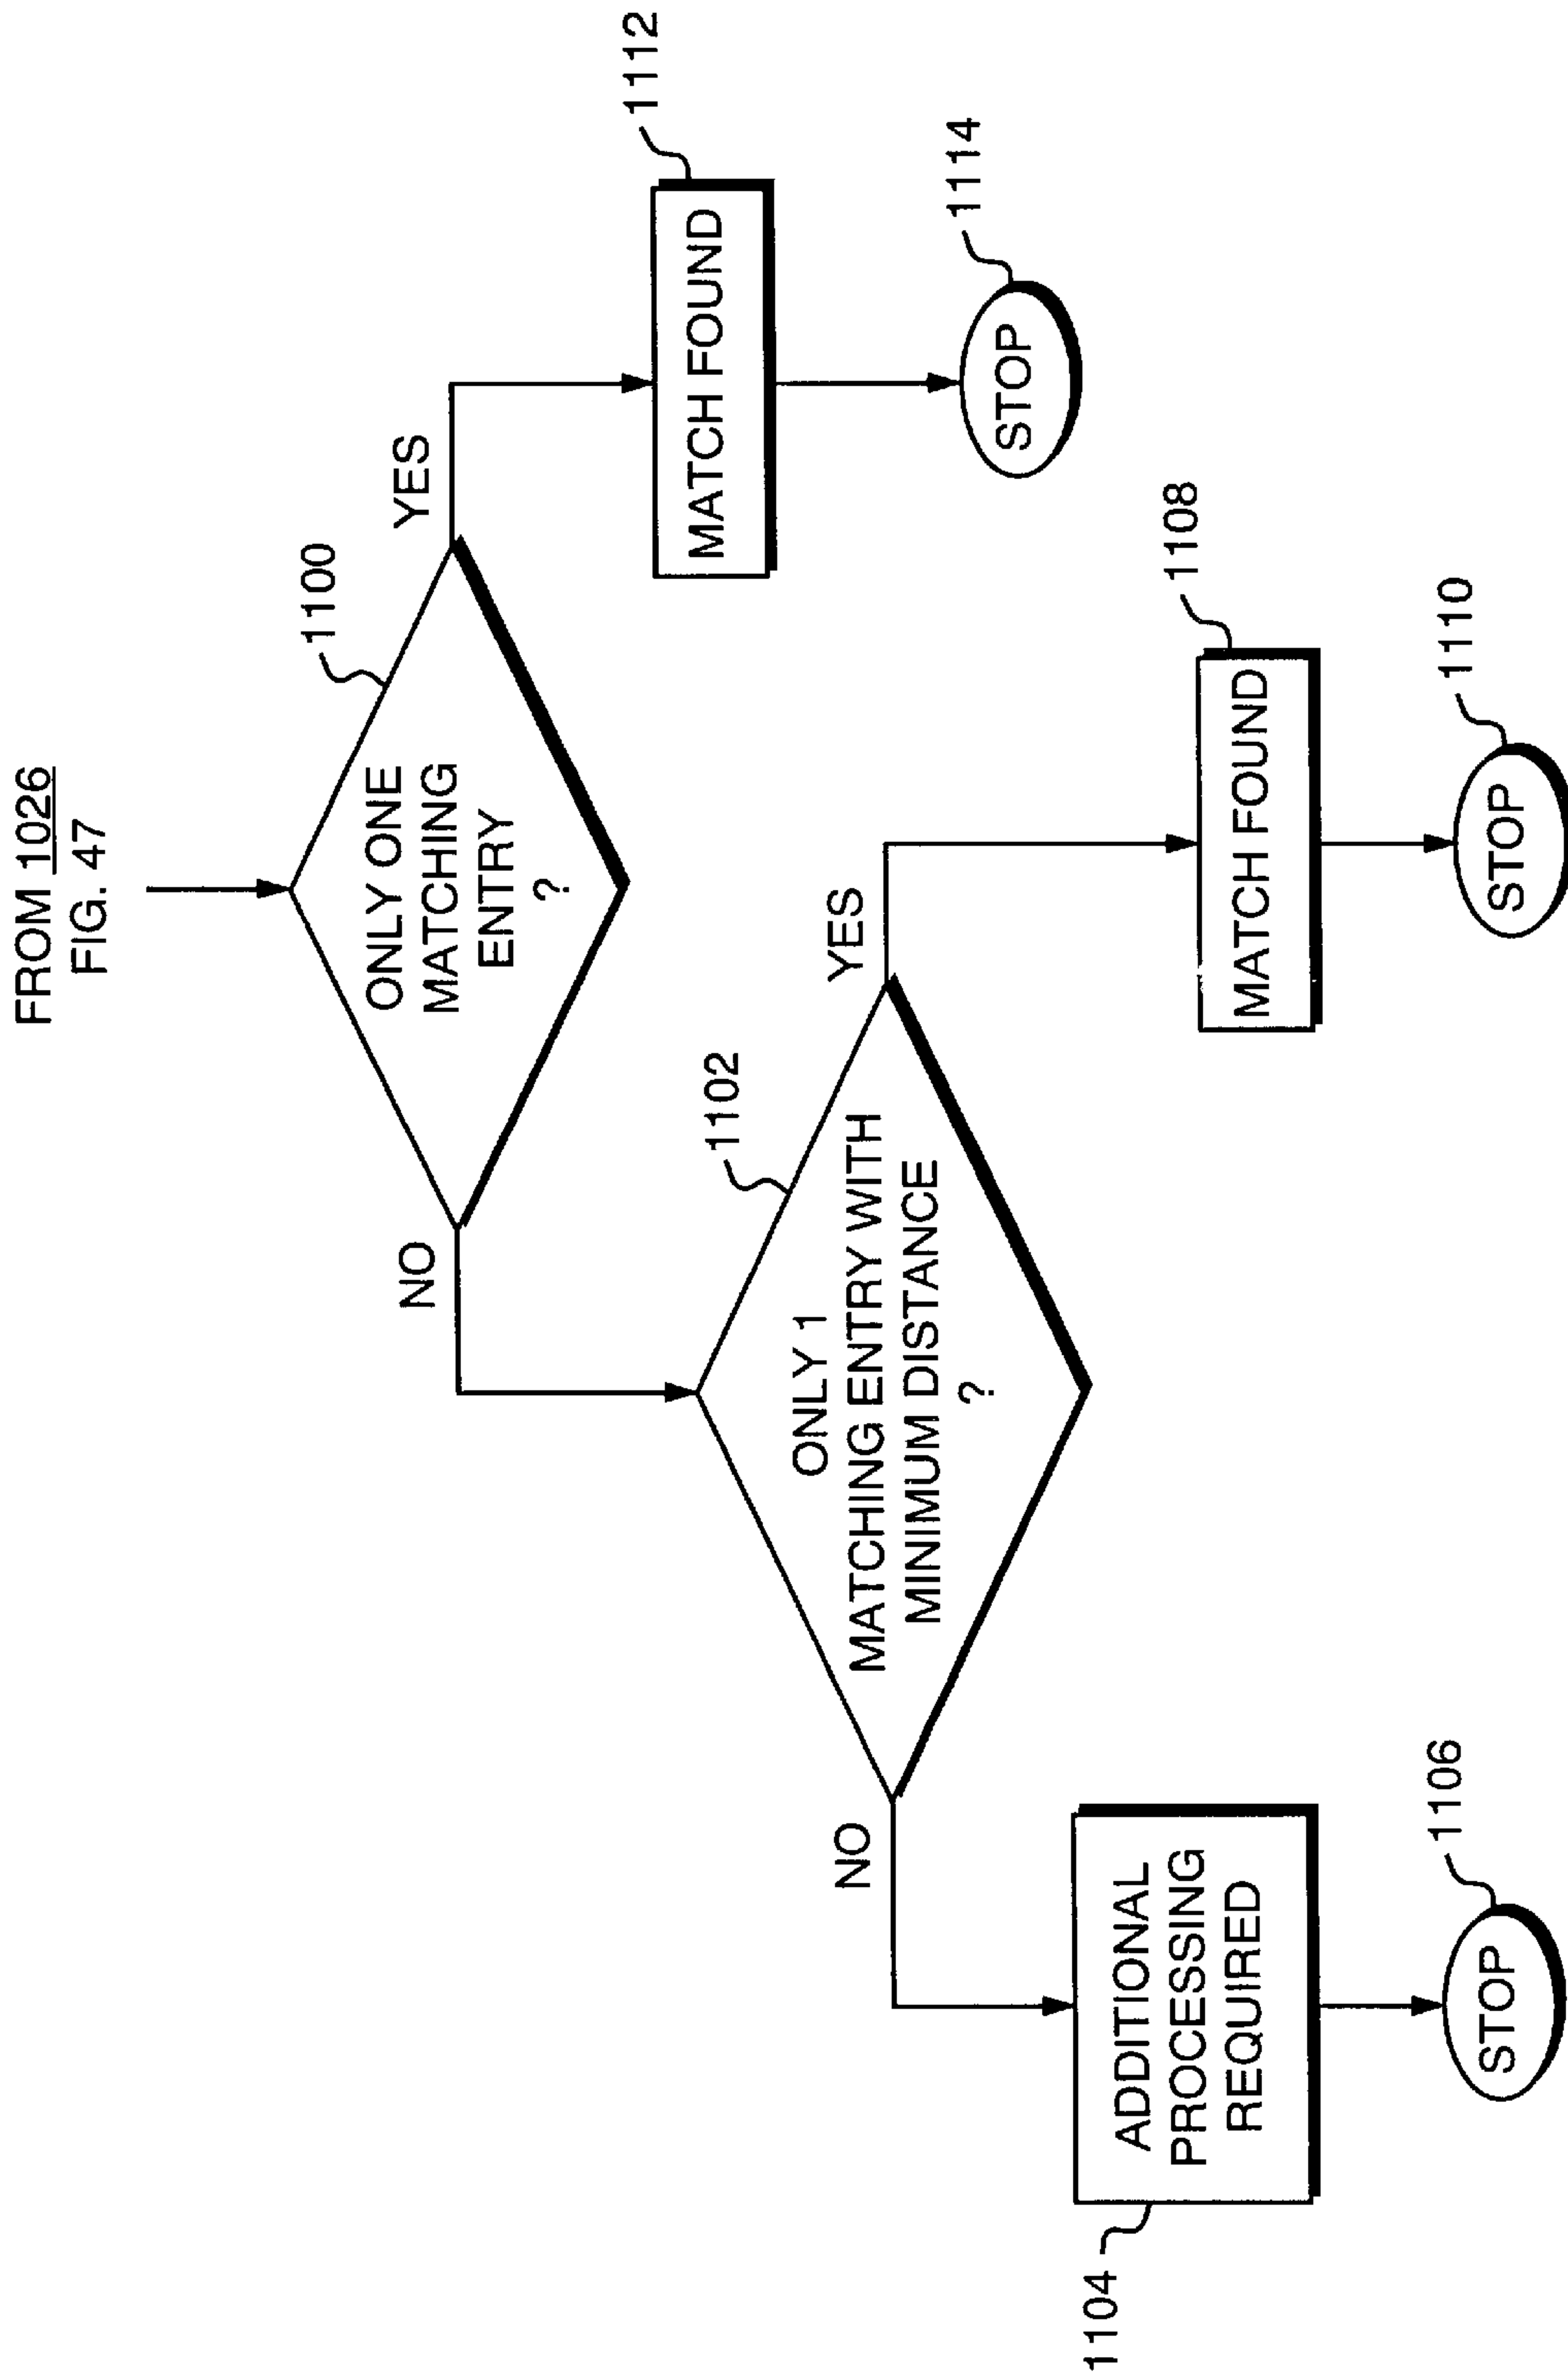 FROM 1026
FIG. 47
1100
ONLY ONE
MATCHING
ENTRY
?
NO
YES
1112
MATCH FOUND
1114
STOP
1102
ONLY 1
MATCHING ENTRY WITH
MINIMUM DISTANCE
?
NO
YES
1104
ADDITIONAL
PROCESSING
REQUIRED
1106
STOP
1108
MATCH FOUND
1110
STOP